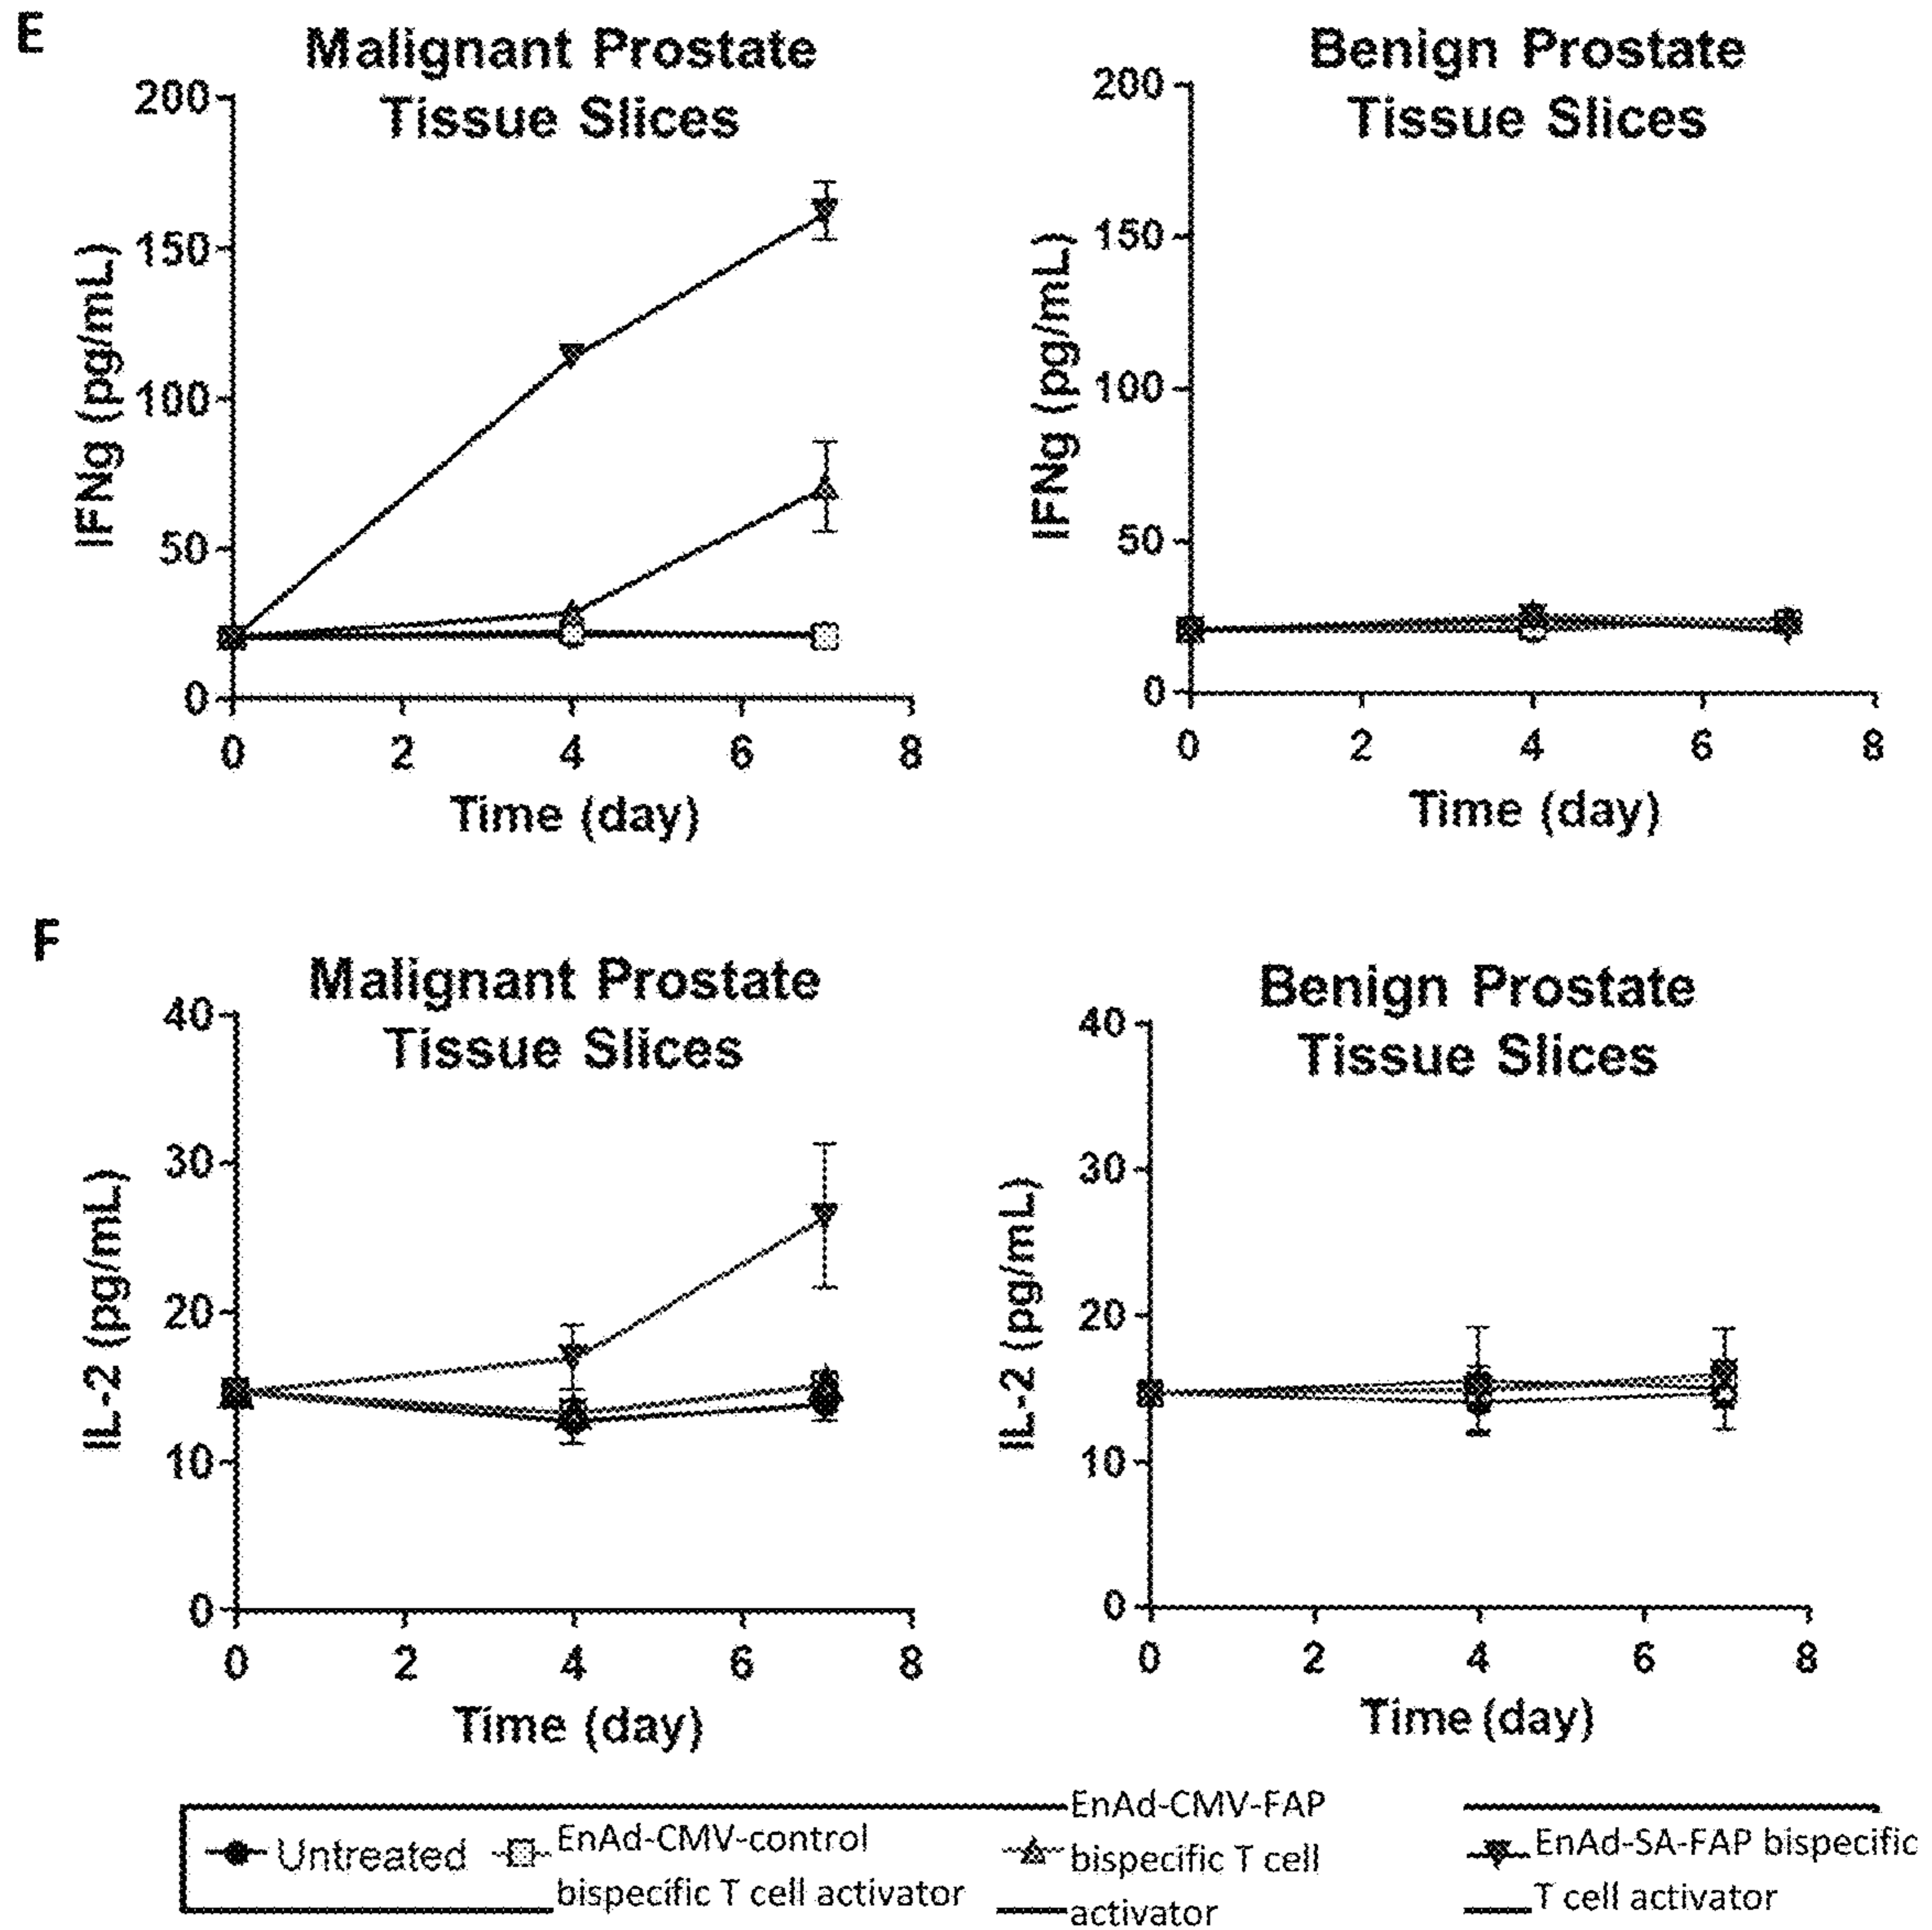 E
Malignant Prostate
Tissue Slices
200
150
100
50
0
IFNg (pg/mL)
0 2 4 6 8
Time (day)
Benign Prostate
Tissue Slices
200
150
100
50
0
IFNg (pg/mL)
0 2 4 6 8
Time (day)
F
Malignant Prostate
Tissue Slices
40
30
20
10
0
IL-2 (pg/mL)
0 2 4 6 8
Time (day)
Benign Prostate
Tissue Slices
40
30
20
10
0
IL-2 (pg/mL)
0 2 4 6 8
Time (day)
Untreated
EnAd-CMV-control
bispecific T cell activator
EnAd-CMV-FAP
bispecific T cell
activator
EnAd-SA-FAP bispecific
T cell activator